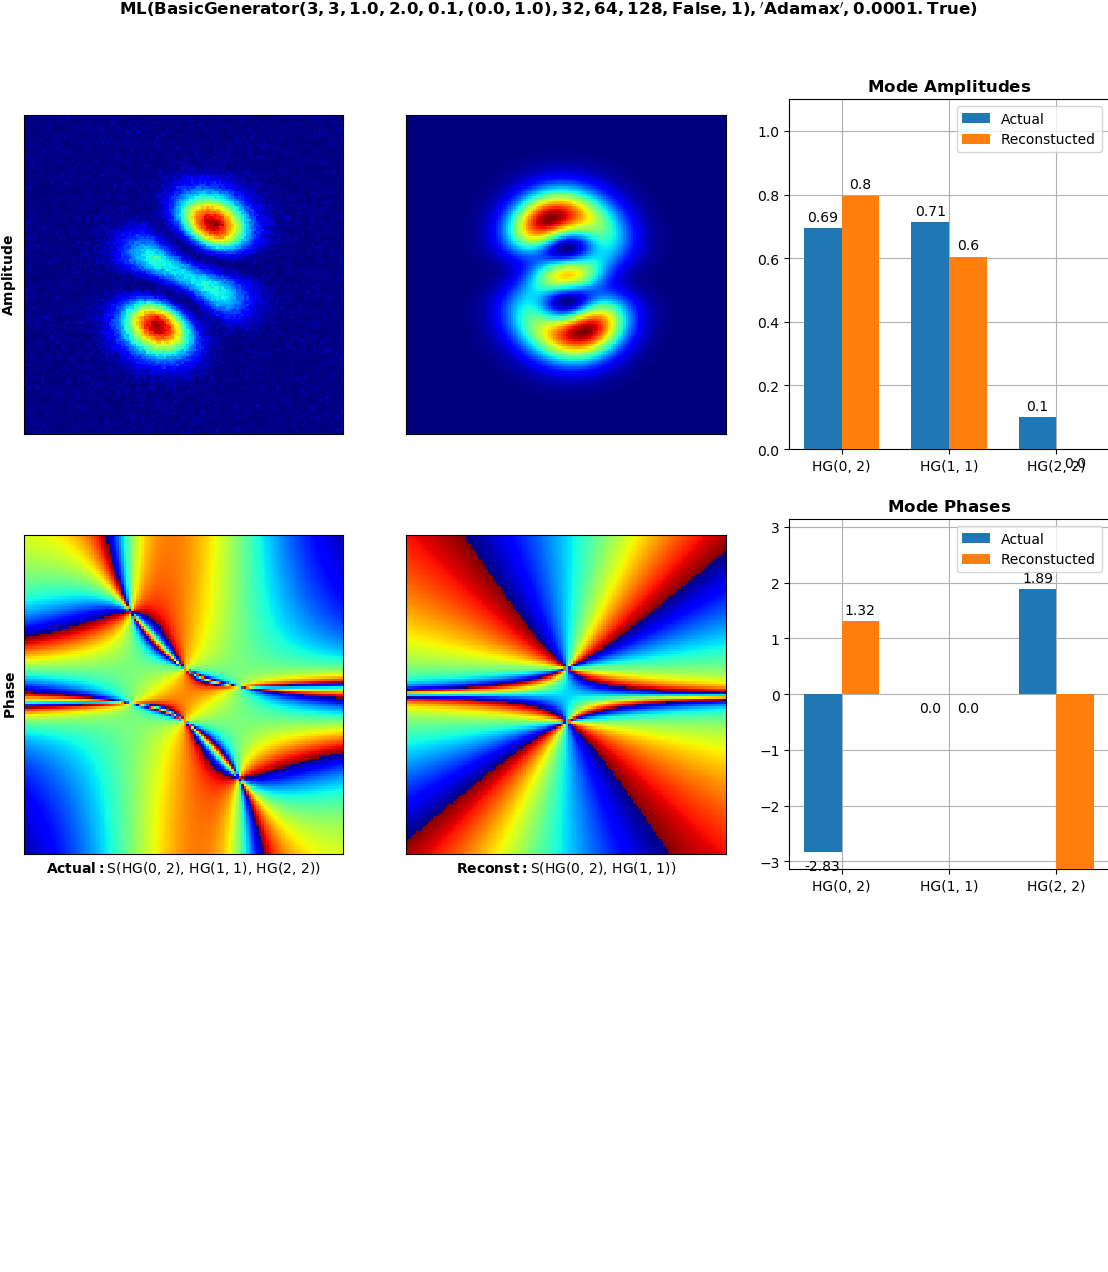 ML(BasicGenerator(3, 3, 1.0, 2.0, 0.1, (0.0, 1.0), 32, 64, 128, False, 1), 'Adamax', 0.0001. True)
Mode Amplitudes
Amplitude
1.0
0.8
0.6
0.4
0.2
0.0
Actual
Reconstucted
0.69
0.8
0.71
0.6
0.1
0.0
HG(0, 2)
HG(1, 1)
HG(2, 2)
Mode Phases
Phase
3
2
1
0
−1
−2
−3
Actual
Reconstucted
-2.83
1.32
0.0
0.0
1.89
HG(0, 2)
HG(1, 1)
HG(2, 2)
Actual: S(HG(0, 2), HG(1, 1), HG(2, 2))
Reconst: S(HG(0, 2), HG(1, 1))